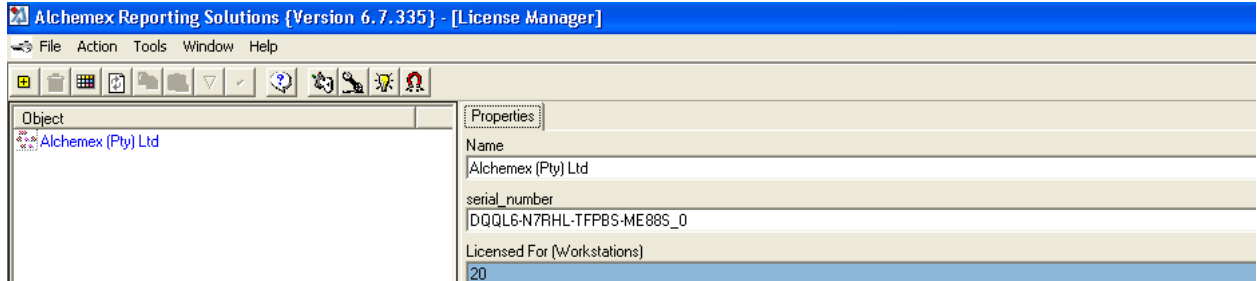 Alchemex Reporting Solutions {Version 6.7.335} - [License Manager]
File Action Tools Window Help
Object
Alchemex (Pty) Ltd
Properties
Name
Alchemex (Pty) Ltd
serial_number
DQQL6-N7RHL-TFPBS-ME88S_0
Licensed For (Workstations)
20